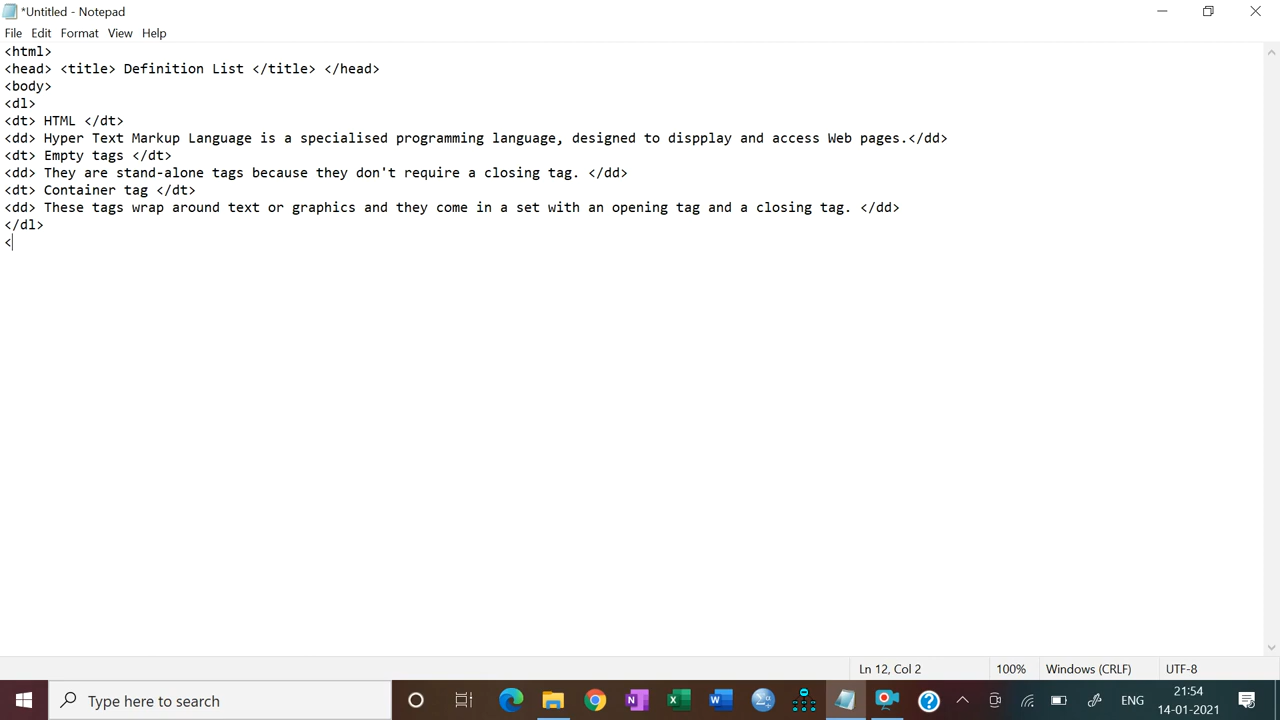 *Untitled - Notepad
File Edit Format View Help
<html>
<head> <title> Definition List </title> </head>
<body>
<dl>
<dt> HTML </dt>
<dd> Hyper Text Markup Language is a specialised programming language, designed to dispplay and access Web pages.</dd>
<dt> Empty tags </dt>
<dd> They are stand-alone tags because they don't require a closing tag. </dd>
<dt> Container tag </dt>
<dd> These tags wrap around text or graphics and they come in a set with an opening tag and a closing tag. </dd>
</dl>
<
Ln 12, Col 2 100% Windows (CRLF) UTF-8
Type here to search ENG 21:54
14-01-2021